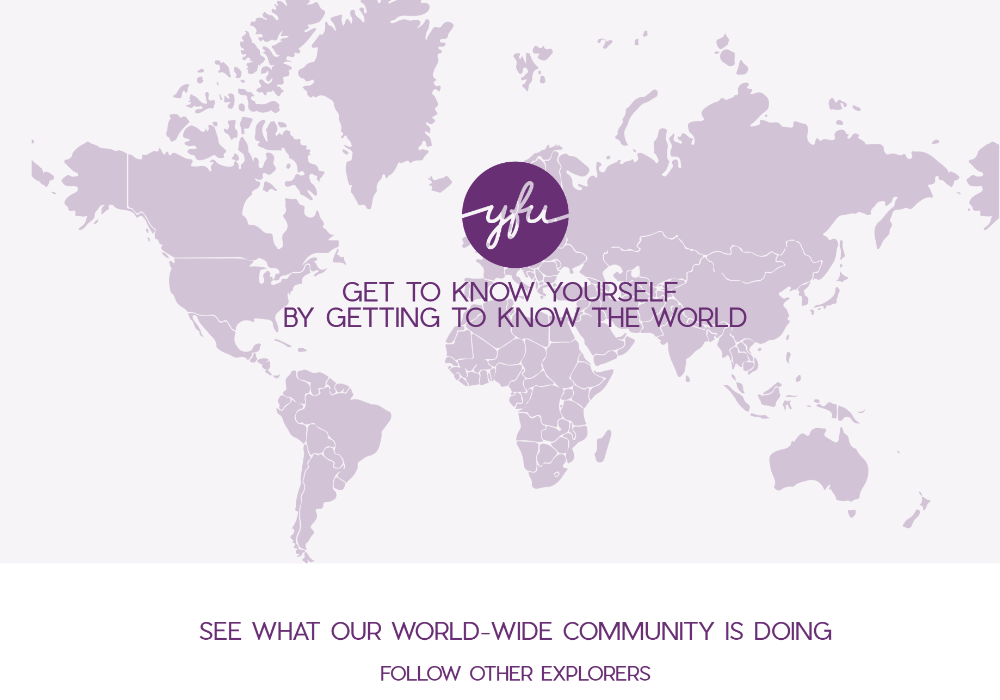 yfu
GET TO KNOW YOURSELF
BY GETTING TO KNOW THE WORLD
SEE WHAT OUR WORLD-WIDE COMMUNITY IS DOING
FOLLOW OTHER EXPLORERS